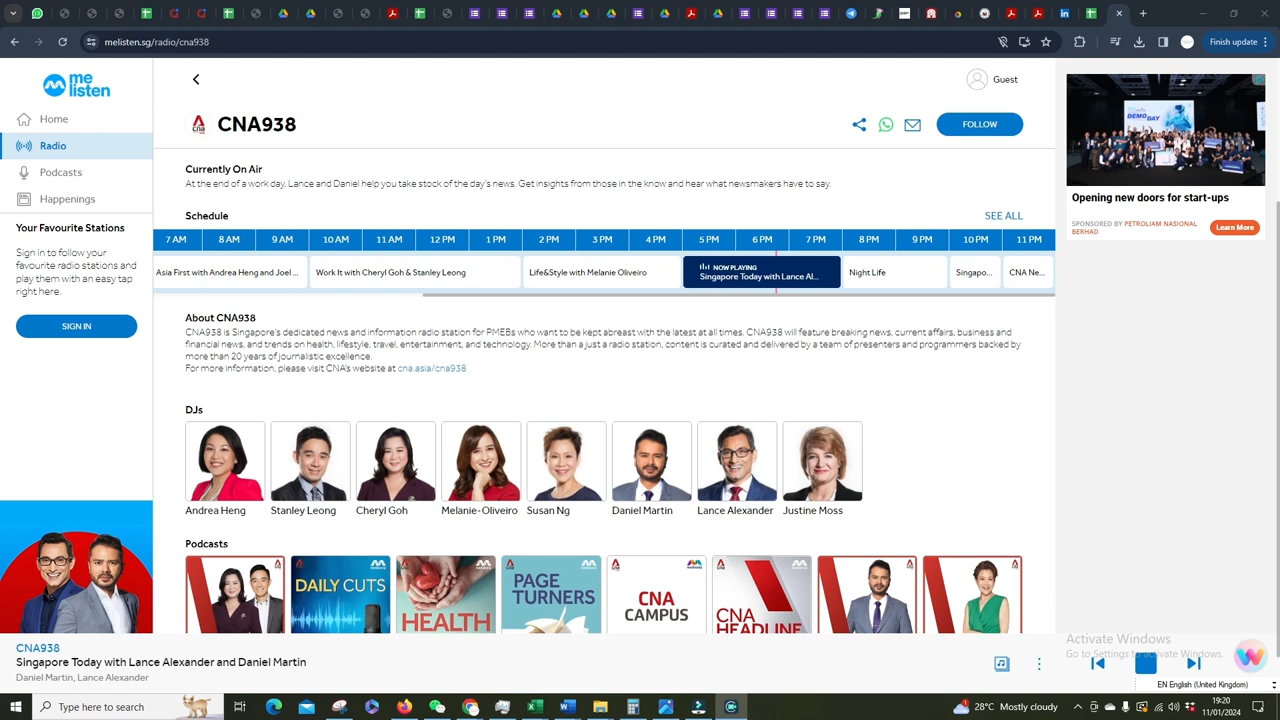 melisten.sg/radio/cna938
Finish update
me
listen
Home
Radio
Podcasts
Happenings
Your Favourite Stations
Sign in to follow your
favourite radio stations and
play them with an easy tap
right here.
SIGN IN
Guest
cna
CNA938
FOLLOW
Currently On Air
At the end of a work day, Lance and Daniel help you take stock of the day's news. Get insights from those in the know and hear what newsmakers have to say.
Schedule
SEE ALL
7 AM 8 AM 9 AM 10 AM 11 AM 12 PM 1 PM 2 PM 3 PM 4 PM 5 PM 6 PM 7 PM 8 PM 9 PM 10 PM 11 PM
NOW PLAYING
Asia First with Andrea Heng and Joel ... Work It with Cheryl Goh & Stanley Leong Life&Style with Melanie Oliveiro Singapore Today with Lance Al... Night Life Singapo... CNA Ne...
About CNA938
CNA938 is Singapore's dedicated news and information radio station for PMEBs who want to be kept abreast with the latest at all times. CNA938 will feature breaking news, current affairs, business and
financial news, and trends on health, lifestyle, travel, entertainment, and technology. More than a just a radio station, content is curated and delivered by a team of presenters and programmers backed by
more than 20 years of journalistic excellence.
For more information, please visit CNA's website at cna.asia/cna938
DJs
Andrea Heng Stanley Leong Cheryl Goh Melanie-Oliveiro Susan Ng Daniel Martin Lance Alexander Justine Moss
Podcasts
DAILY CUTS
HEALTH
PAGE
TURNERS
CNA
CAMPUS
CNA
HEADLINE
DEMO
DAY
Opening new doors for start-ups
SPONSORED BY PETROLIAM NASIONAL
BERHAD
Learn More
CNA938
Singapore Today with Lance Alexander and Daniel Martin
Daniel Martin, Lance Alexander
Activate Windows
Go to Settings to activate Windows.
EN English (United Kingdom)
Type here to search
28°C Mostly cloudy
19:20
11/01/2024